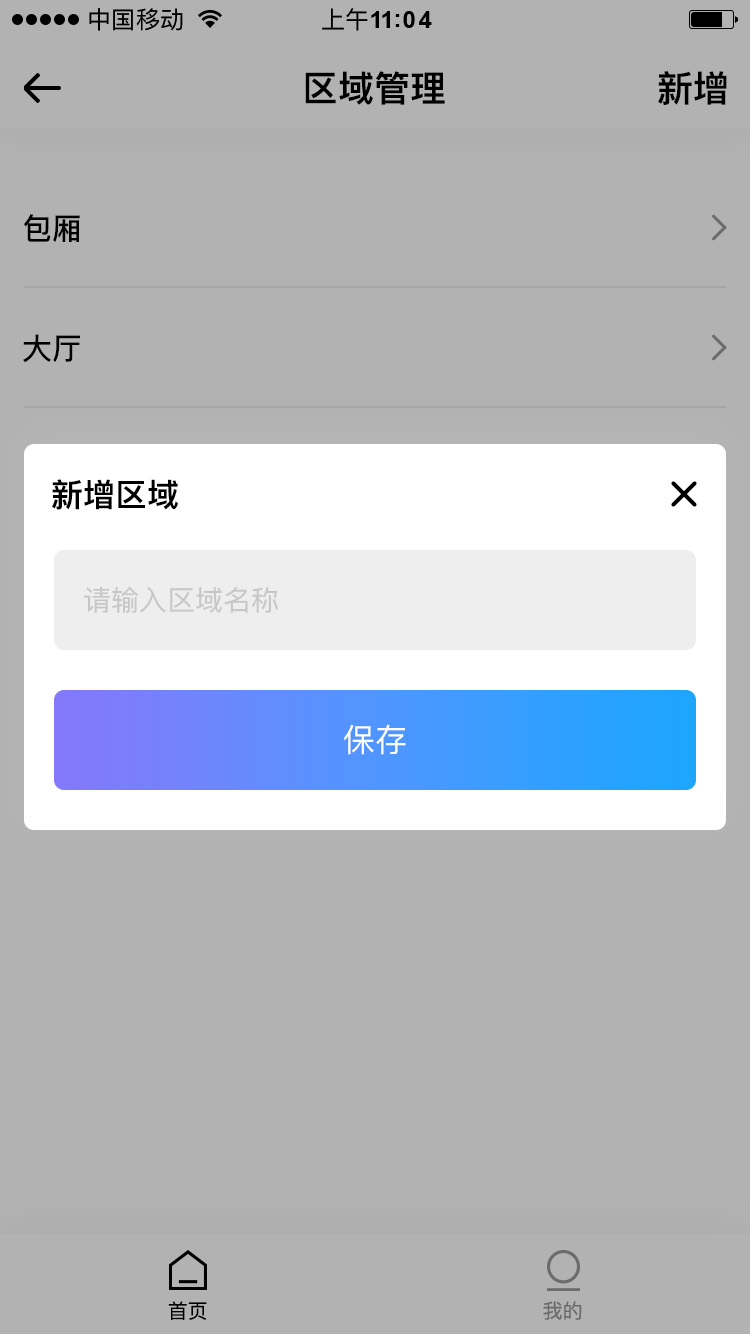 中国移动 上午11:04
区域管理 新增
包厢
大厅
新增区域
请输入区域名称
保存
首页 我的